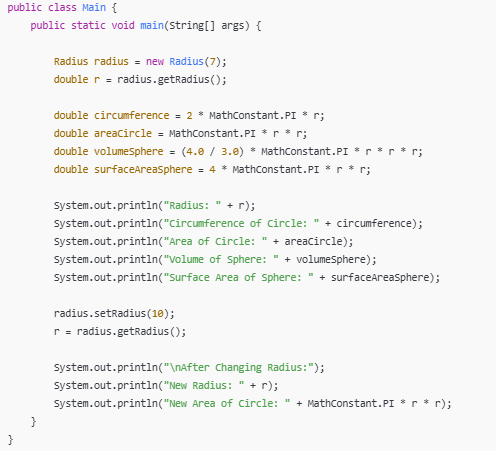 public class Main {
    public static void main(String[] args) {

        Radius radius = new Radius(7);
        double r = radius.getRadius();

        double circumference = 2 * MathConstant.PI * r;
        double areaCircle = MathConstant.PI * r * r;
        double volumeSphere = (4.0 / 3.0) * MathConstant.PI * r * r * r;
        double surfaceAreaSphere = 4 * MathConstant.PI * r * r;

        System.out.println("Radius: " + r);
        System.out.println("Circumference of Circle: " + circumference);
        System.out.println("Area of Circle: " + areaCircle);
        System.out.println("Volume of Sphere: " + volumeSphere);
        System.out.println("Surface Area of Sphere: " + surfaceAreaSphere);

        radius.setRadius(10);
        r = radius.getRadius();

        System.out.println("\nAfter Changing Radius:");
        System.out.println("New Radius: " + r);
        System.out.println("New Area of Circle: " + MathConstant.PI * r * r);
    }
}